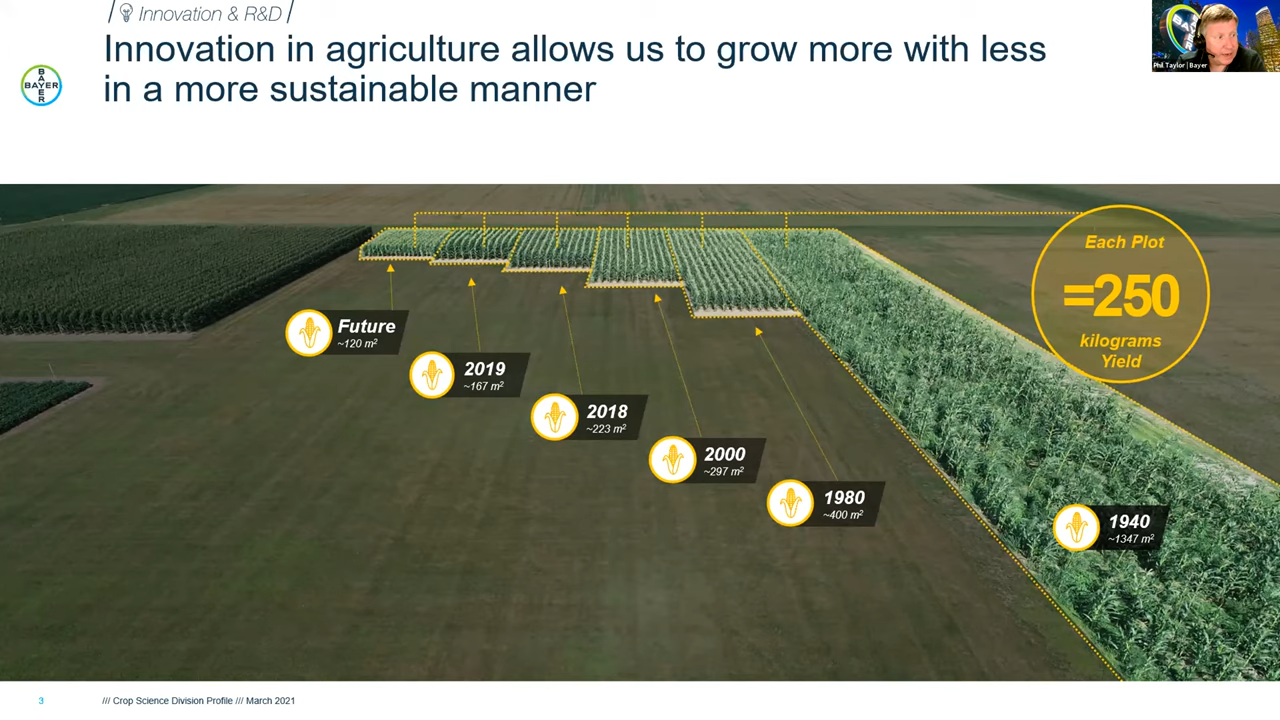 / Innovation & R&D /
Innovation in agriculture allows us to grow more with less
in a more sustainable manner
BAYER
BAYER
Phil Taylor | Bayer
Each Plot
=250
kilograms
Yield
Future
~120 m²
2019
~167 m²
2018
~223 m²
2000
~297 m²
1980
~400 m²
1940
~1347 m²
3
/// Crop Science Division Profile /// March 2021